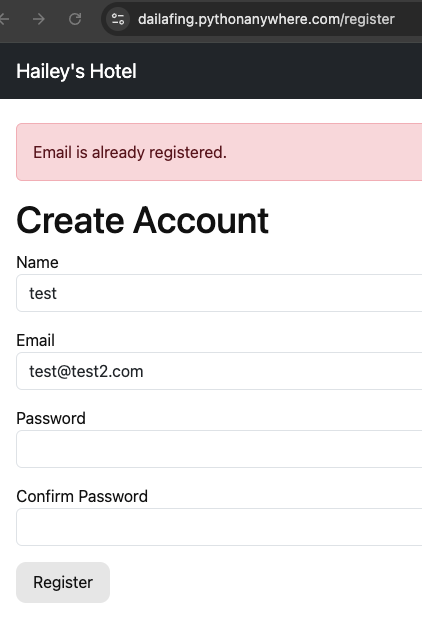 dailafing.pythonanywhere.com/register
Hailey's Hotel
Email is already registered.
Create Account
Name
test
Email
test@test2.com
Password
Confirm Password
Register